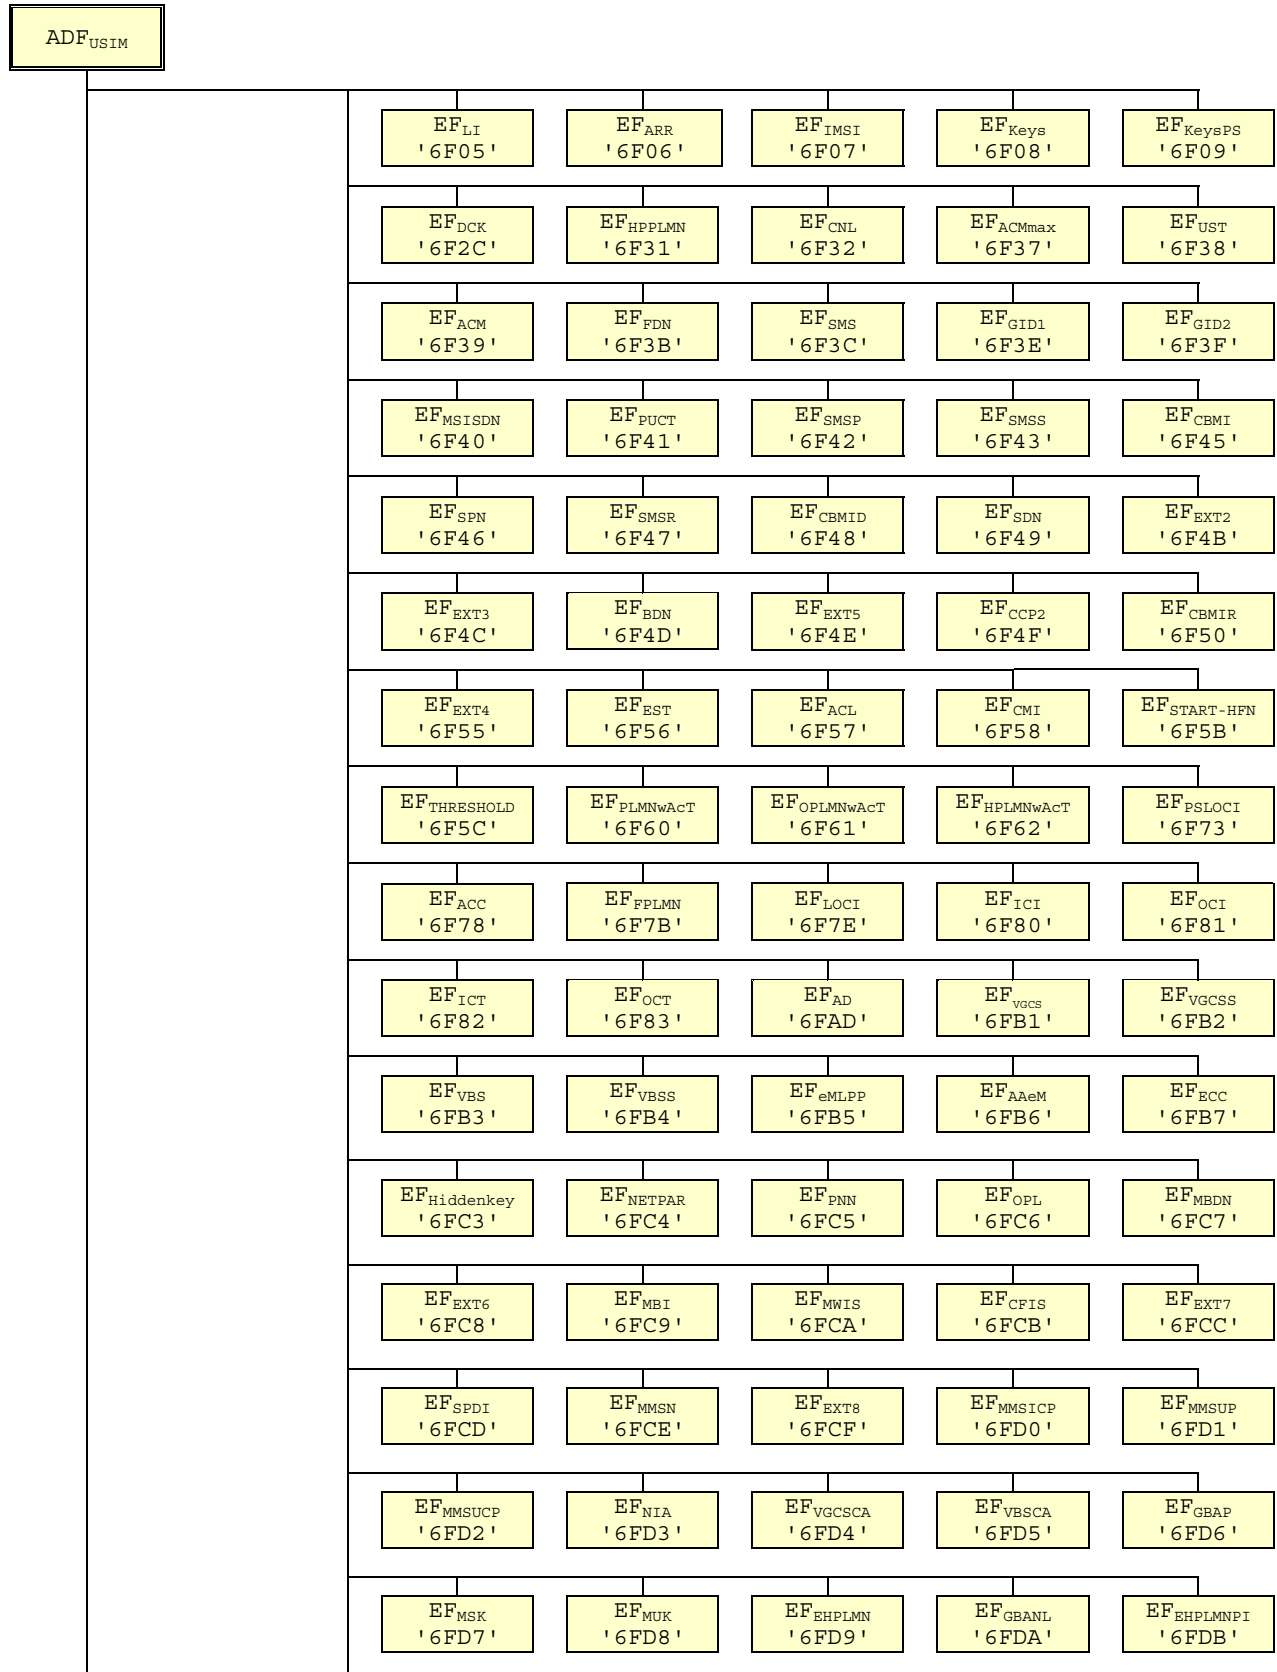 ADFUSIM
EFLI EFARR EFIMSI EFKeys EFKeysPS
'6F05' '6F06' '6F07' '6F08' '6F09'
EFDCK EFHPPLMN EFCNL EFACMmax EFUST
'6F2C' '6F31' '6F32' '6F37' '6F38'
EFACM EFFDN EFSMS EFGID1 EFGID2
'6F39' '6F3B' '6F3C' '6F3E' '6F3F'
EFMSISDN EFPUCT EFSMSP EFSMSS EFCBMI
'6F40' '6F41' '6F42' '6F43' '6F45'
EFSPN EFSMSR EFCBMID EFSDN EFEXT2
'6F46' '6F47' '6F48' '6F49' '6F4B'
EFEXT3 EFBDN EFEXT5 EFCCP2 EFCBMIR
'6F4C' '6F4D' '6F4E' '6F4F' '6F50'
EFEXT4 EFEST EFACL EFCMI EFSTART-HFN
'6F55' '6F56' '6F57' '6F58' '6F5B'
EFTHRESHOLD EFPLMNwAcT EFOPLMNwAcT EFHPLMNwAcT EFPSLOCI
'6F5C' '6F60' '6F61' '6F62' '6F73'
EFACC EFFPLMN EFLOCI EFICI EFOCI
'6F78' '6F7B' '6F7E' '6F80' '6F81'
EFICT EFOCT EFAD EFVGCS EFVGCSS
'6F82' '6F83' '6FAD' '6FB1' '6FB2'
EFVBS EFVBSS EFeMLPP EFAAeM EFECC
'6FB3' '6FB4' '6FB5' '6FB6' '6FB7'
EFHiddenkey EFNETPAR EFPNN EFOPL EFMBDN
'6FC3' '6FC4' '6FC5' '6FC6' '6FC7'
EFEXT6 EFMBI EFMWIS EFCFIS EFEXT7
'6FC8' '6FC9' '6FCA' '6FCB' '6FCC'
EFSPDI EFMMSN EFEXT8 EFMMSICP EFMMSUP
'6FCD' '6FCE' '6FCF' '6FD0' '6FD1'
EFMMSUCP EFNIA EFVGCSCA EFVBSCA EFGBAP
'6FD2' '6FD3' '6FD4' '6FD5' '6FD6'
EFMSK EFMUK EFEHPLMN EFGBANL EFEHPLMNPI
'6FD7' '6FD8' '6FD9' '6FDA' '6FDB'